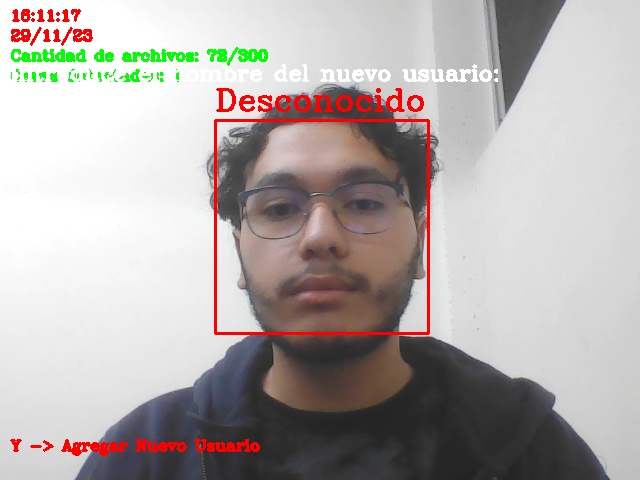 16:11:17
29/11/23
Cantidad de archivos: 72/300
nombre del nuevo usuario:
Desconocido
Y -> Agregar Nuevo Usuario